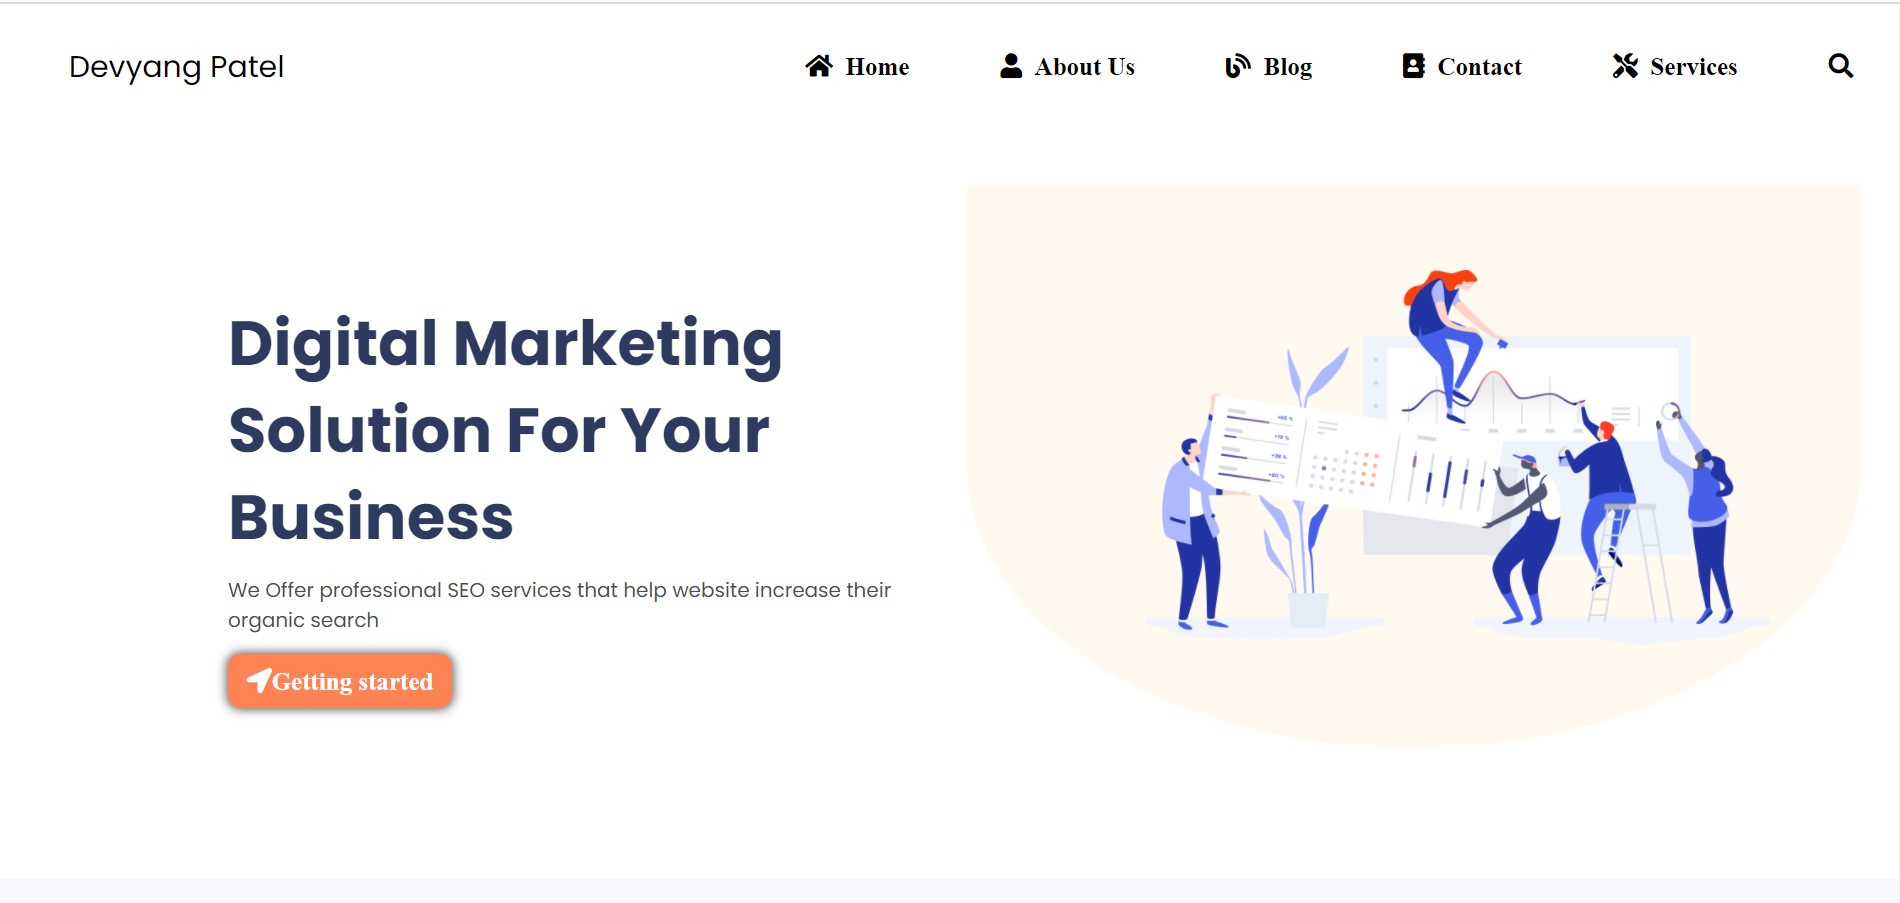 Devyang Patel
Home
About Us
Blog
Contact
Services
Digital Marketing
Solution For Your
Business
We Offer professional SEO services that help website increase their
organic search
Getting started